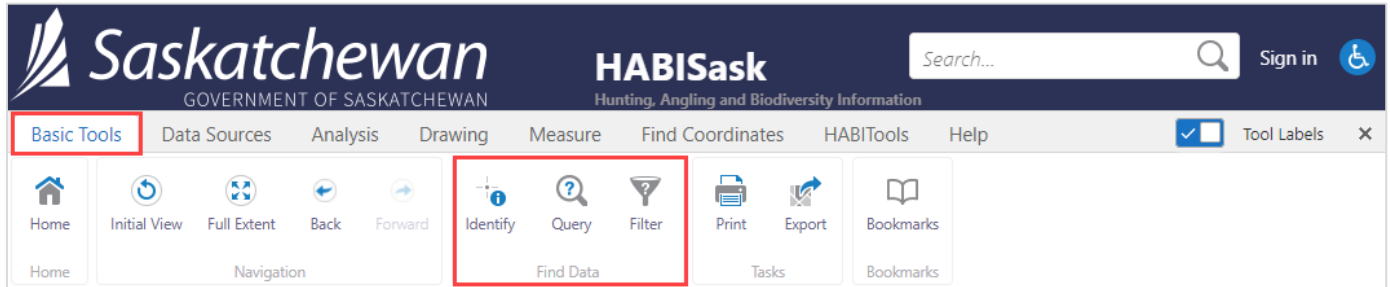 Saskatchewan
GOVERNMENT OF SASKATCHEWAN
HABISask
Hunting, Angling and Biodiversity Information
Search...
Sign in
Basic Tools Data Sources Analysis Drawing Measure Find Coordinates HABITools Help Tool Labels
Home Initial View Full Extent Back Forward Identify Query Filter Print Export Bookmarks
Home Navigation Find Data Tasks Bookmarks